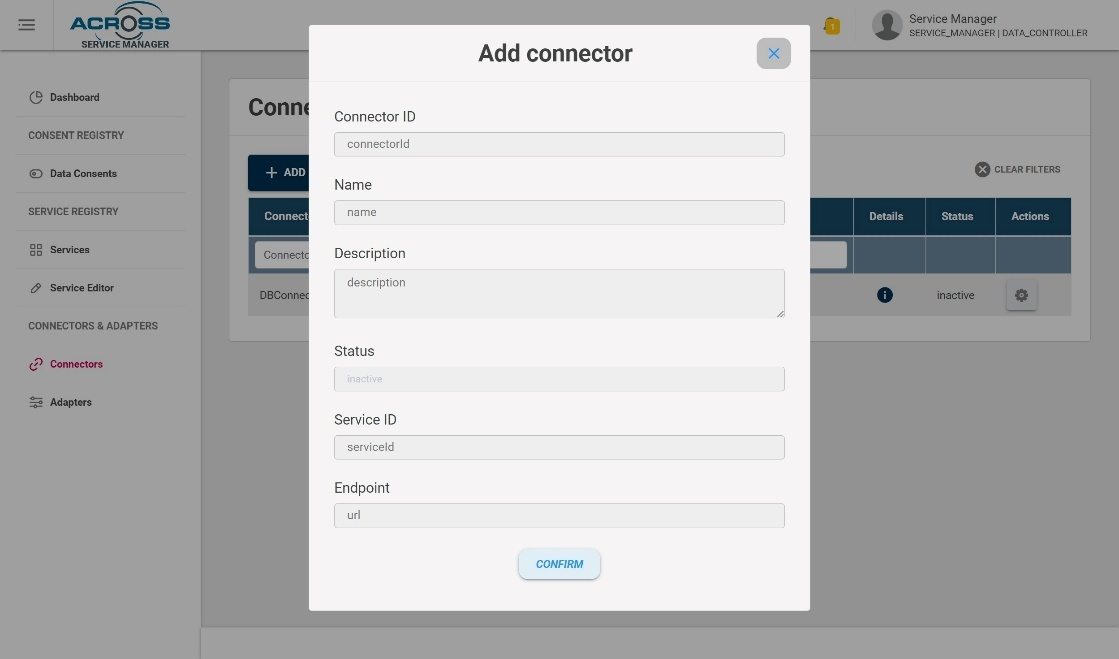 ACROSS
SERVICE MANAGER
1
Service Manager
SERVICE_MANAGER | DATA_CONTROLLER
Dashboard
CONSENT REGISTRY
Data Consents
SERVICE REGISTRY
Services
Service Editor
CONNECTORS & ADAPTERS
Connectors
Adapters
Conne
ADD
CLEAR FILTERS
Connect
Details
Status
Actions
Connecto
DBConnec
inactive
Add connector
Connector ID
connectorId
Name
name
Description
description
Status
inactive
Service ID
serviceId
Endpoint
url
CONFIRM